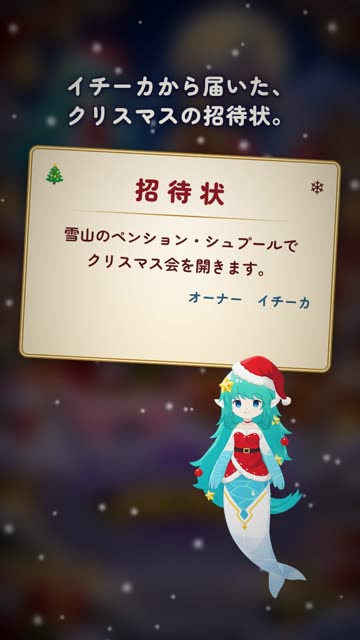 イチーカから届いた、
クリスマスの招待状。
招待状
雪山のペンション・シュプールで
クリスマス会を開きます。
オーナー　イチーカ